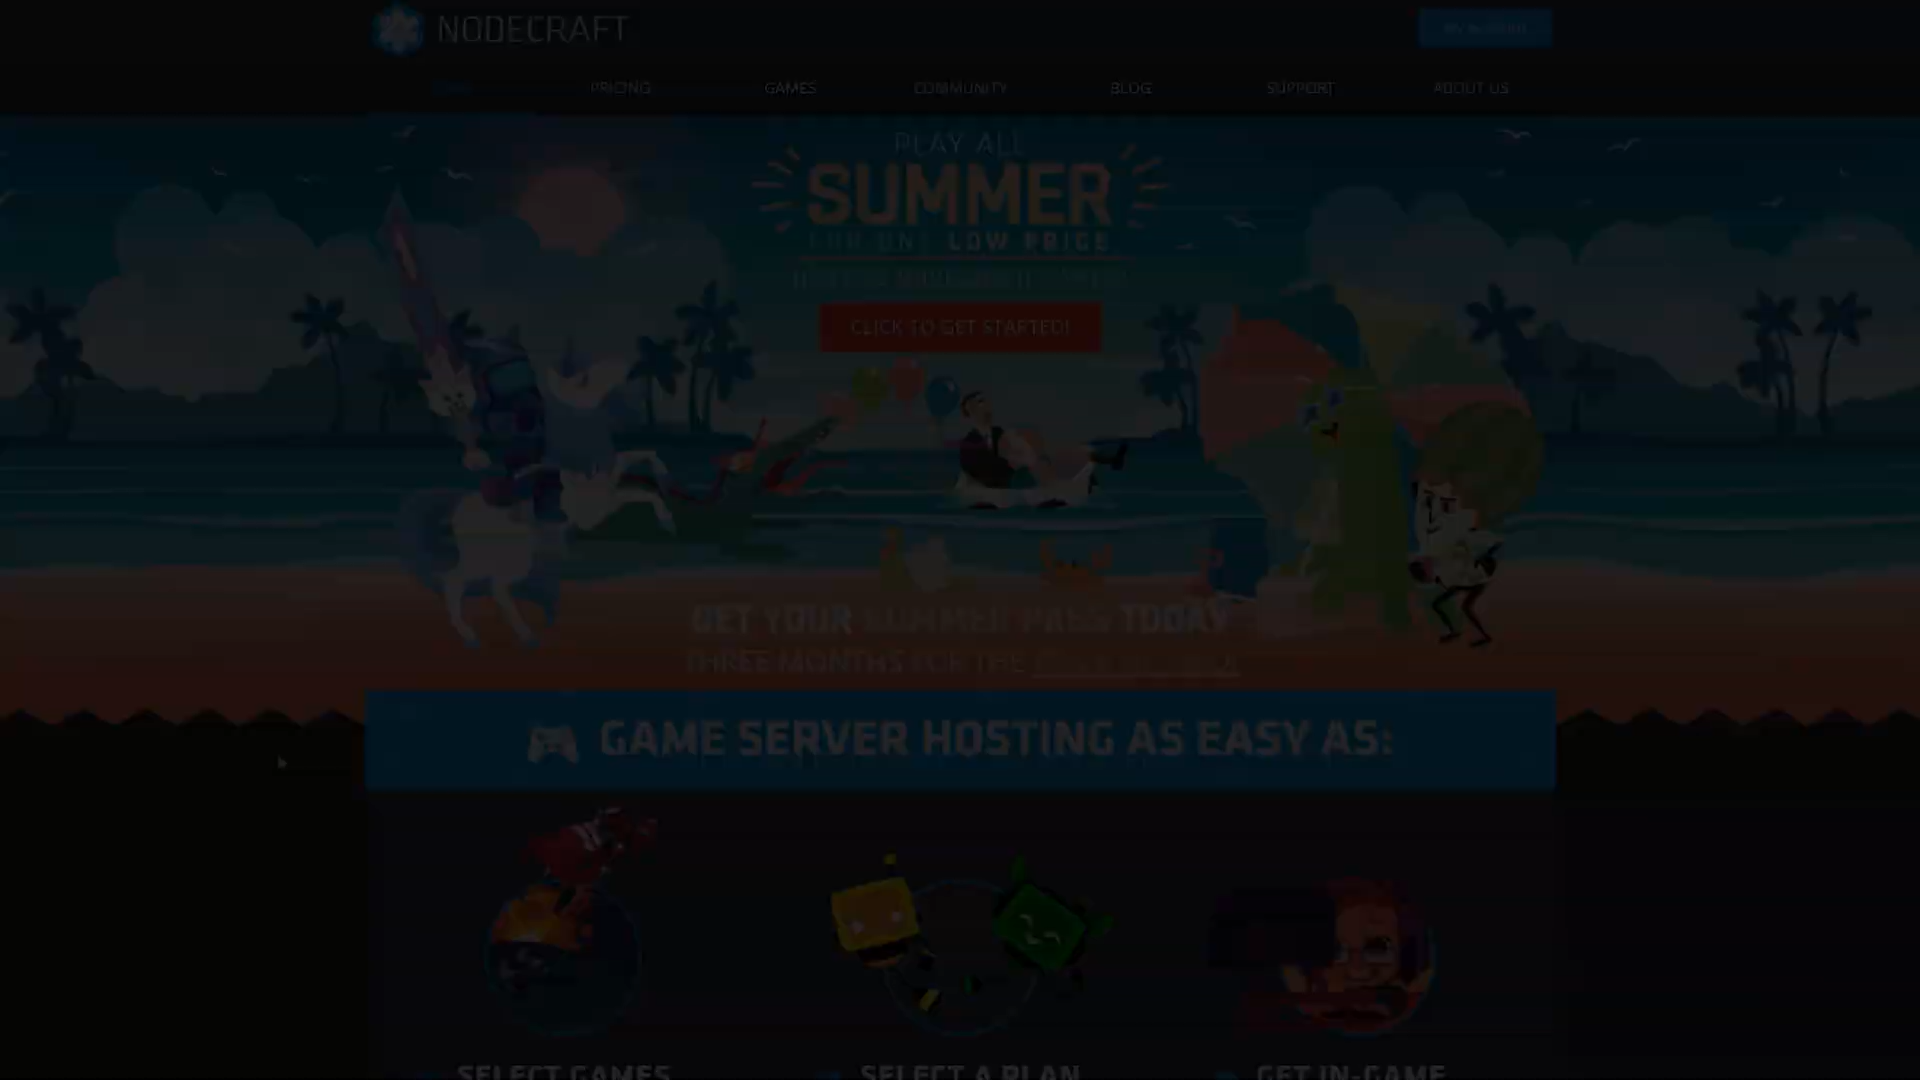 NODECRAFT
MY ACCOUNT
PRICING
GAMES
COMMUNITY
BLOG
SUPPORT
ABOUT US
PLAY ALL
SUMMER
FOR ONE LOW PRICE
CLICK TO GET STARTED!
GET YOUR SUMMER PASS TODAY
THREE MONTHS FOR THE
GAME SERVER HOSTING AS EASY AS:
SELECT GAMES
SELECT A PLAN
GET IN-GAME